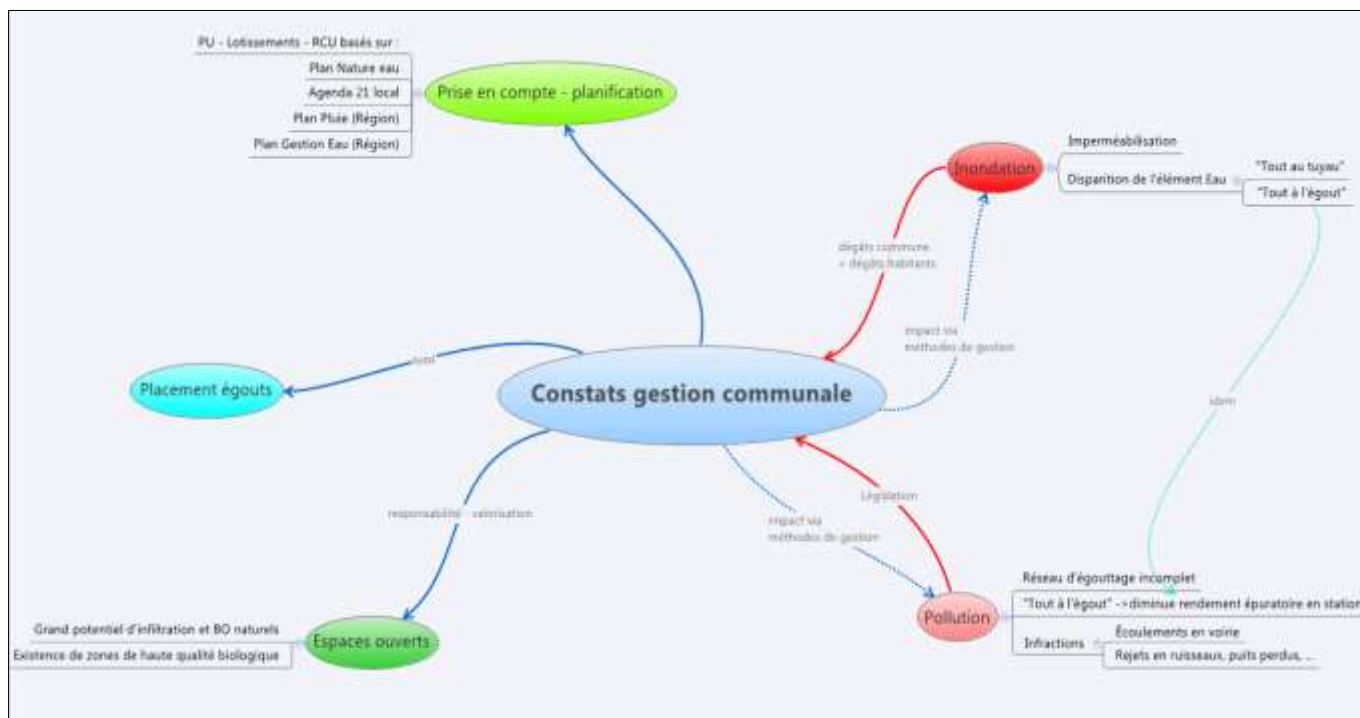 PU - Lotissements - RCU basés sur :
Plan Nature eau
Agenda 21 local
Plan Pluie (Région)
Plan Gestion Eau (Région)
Prise en compte - planification
Inondation
Imperméabilisation
Disparition de l'élément Eau
"Tout au tuyau"
"Tout à l'égout"
dégâts commune
+ dégâts habitants
impact via
méthodes de gestion
Placement égouts
Constats gestion communale
idem
responsabilité - valorisation
Législation
impact via
méthodes de gestion
Grand potentiel d'infiltration et BO naturels
Existence de zones de haute qualité biologique
Espaces ouverts
Pollution
Réseau d'égouttage incomplet
"Tout à l'égout" ->diminue rendement épuratoire en station
Infractions
Écoulements en voirie
Rejets en ruisseaux, puits perdus, ...